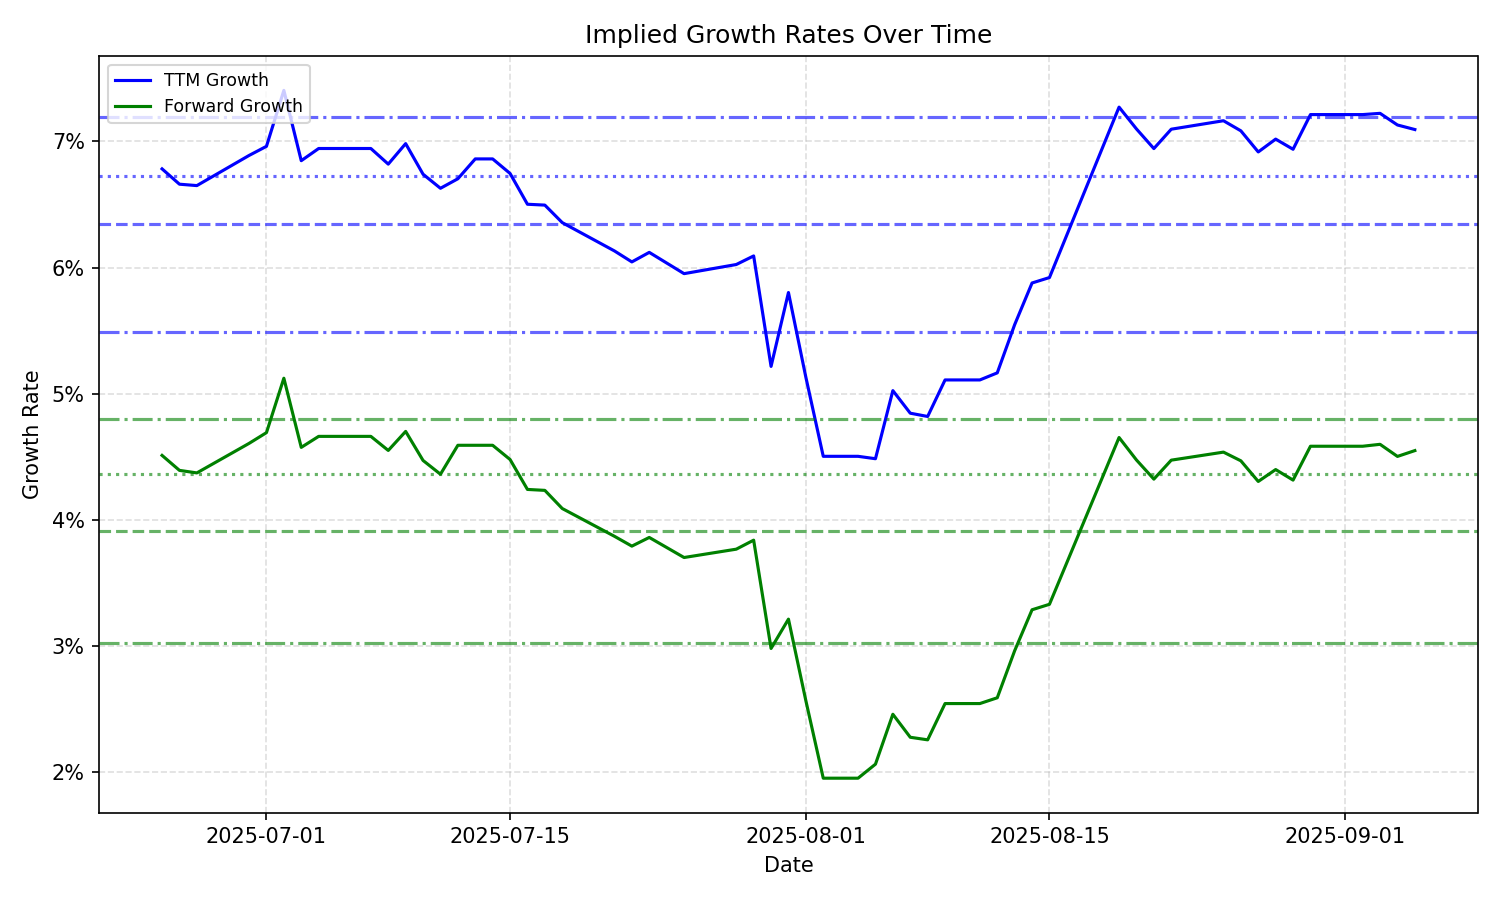 Implied Growth Rates Over Time
TTM Growth
Forward Growth
7%
6%
5%
4%
3%
2%
Growth Rate
2025-07-01
2025-07-15
2025-08-01
2025-08-15
2025-09-01
Date